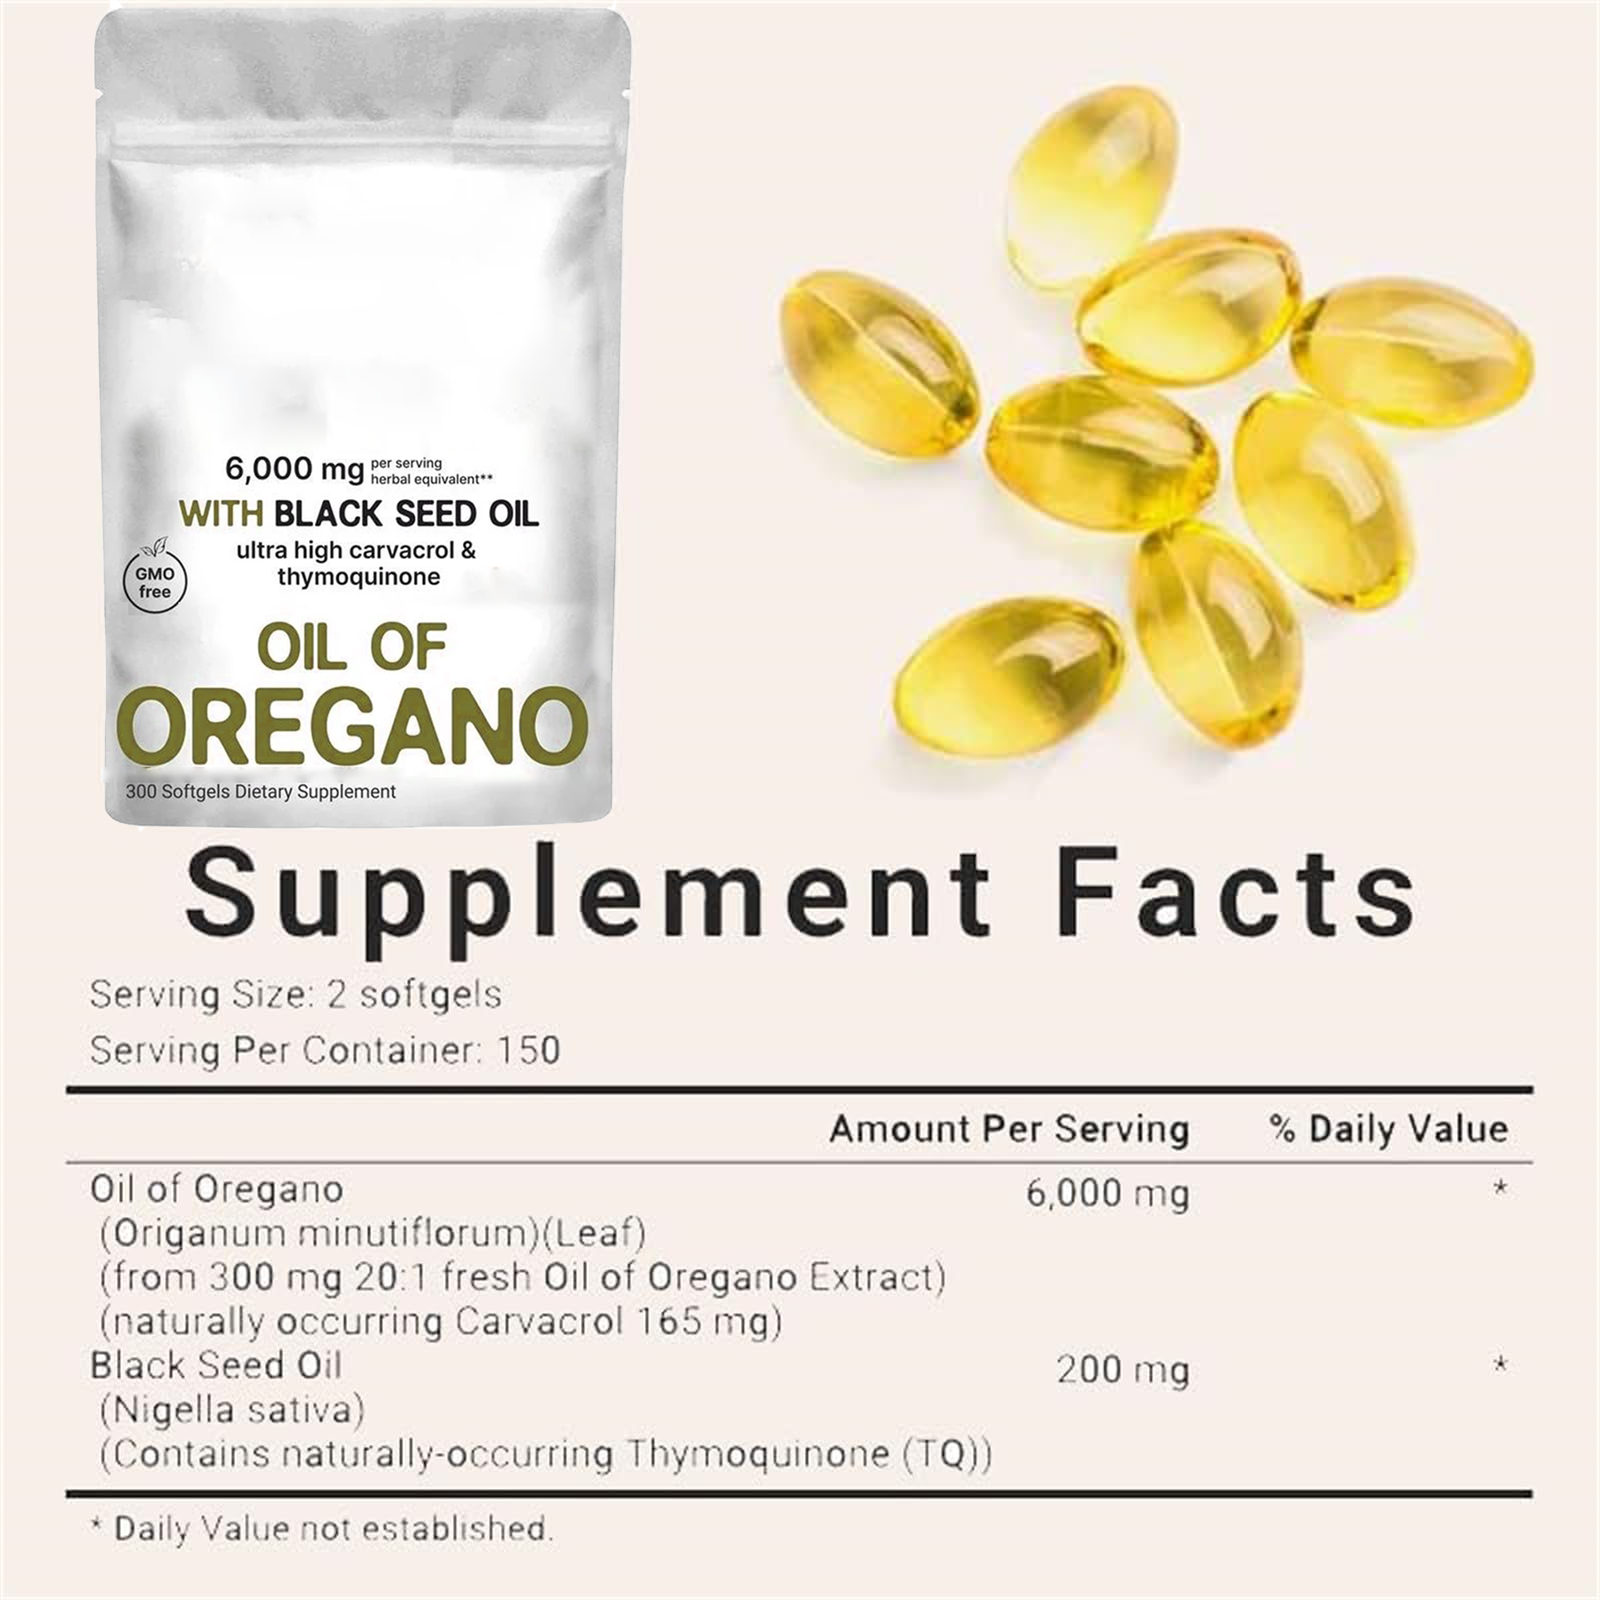 6,000 mg per serving
herbal equivalent**
WITH BLACK SEED OIL
ultra high carvacrol &
thymoquinone
GMO
free
OIL OF
OREGANO
300 Softgels Dietary Supplement
Supplement Facts
Serving Size: 2 softgels
Serving Per Container: 150
Amount Per Serving % Daily Value
Oil of Oregano 6,000 mg *
(Origanum minutiflorum)(Leaf)
(from 300 mg 20:1 fresh Oil of Oregano Extract)
(naturally occurring Carvacrol 165 mg)
Black Seed Oil 200 mg *
(Nigella sativa)
(Contains naturally-occurring Thymoquinone (TQ))
* Daily Value not established.